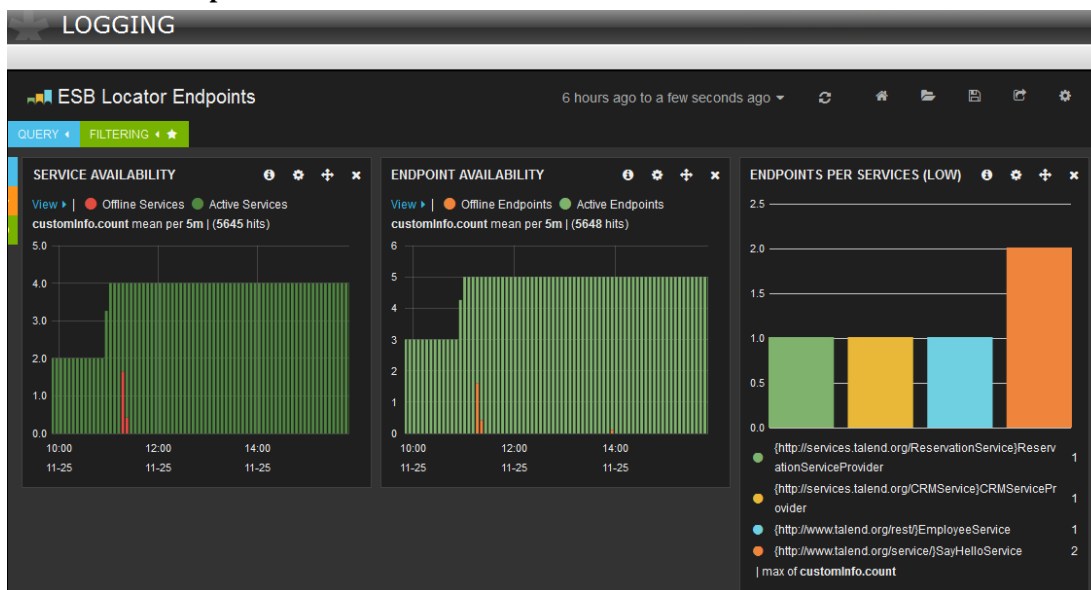 LOGGING
ESB Locator Endpoints
6 hours ago to a few seconds ago
QUERY
FILTERING
SERVICE AVAILABILITY
View | Offline Services Active Services
customInfo.count mean per 5m | (5645 hits)
5.0
4.0
3.0
2.0
1.0
0.0
10:00 12:00 14:00
11-25 11-25 11-25
ENDPOINT AVAILABILITY
View | Offline Endpoints Active Endpoints
customInfo.count mean per 5m | (5648 hits)
6
5
4
3
2
1
0
10:00 12:00 14:00
11-25 11-25 11-25
ENDPOINTS PER SERVICES (LOW)
2.5
2.0
1.5
1.0
0.5
0.0
{http://services.talend.org/ReservationService}Reserv
ationServiceProvider 1
{http://services.talend.org/CRMService}CRMServicePr
ovider 1
{http://www.talend.org/rest/}EmployeeService 1
{http://www.talend.org/service/}SayHelloService 2
| max of customInfo.count